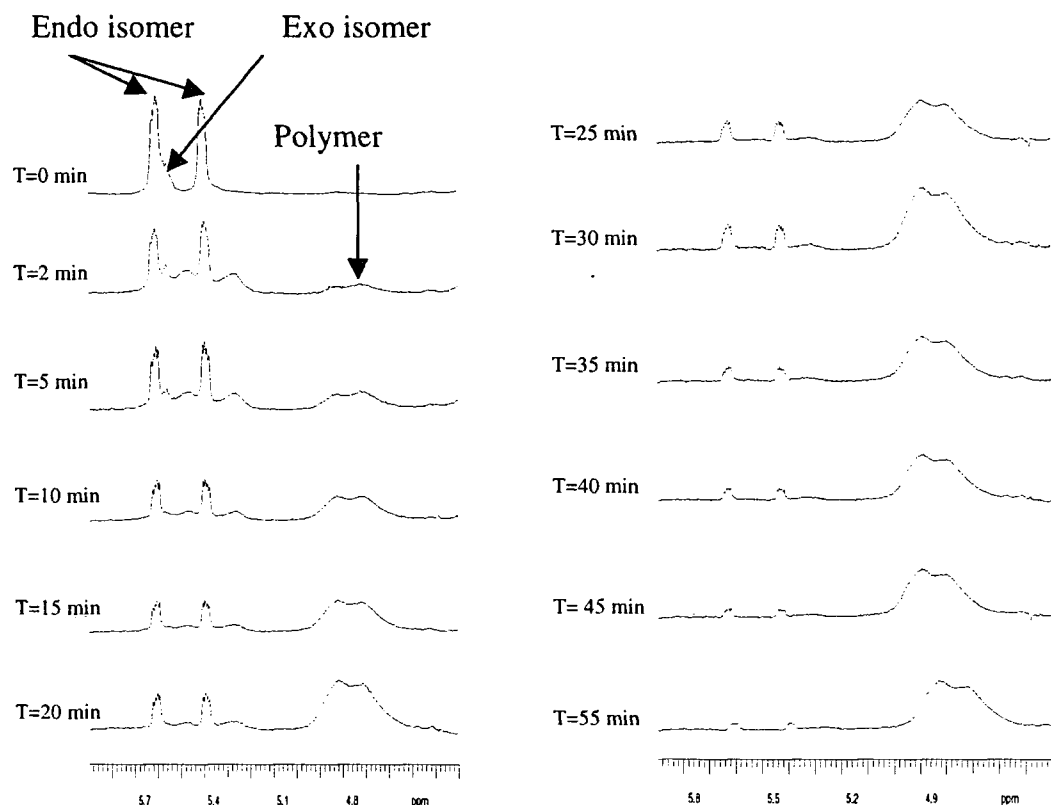 Endo isomer
Exo isomer
Polymer
T=0 min
T=2 min
T=5 min
T=10 min
T=15 min
T=20 min
5.7 5.4 5.1 4.8 ppm
T=25 min
T=30 min
T=35 min
T=40 min
T= 45 min
T=55 min
5.8 5.5 5.2 4.9 ppm